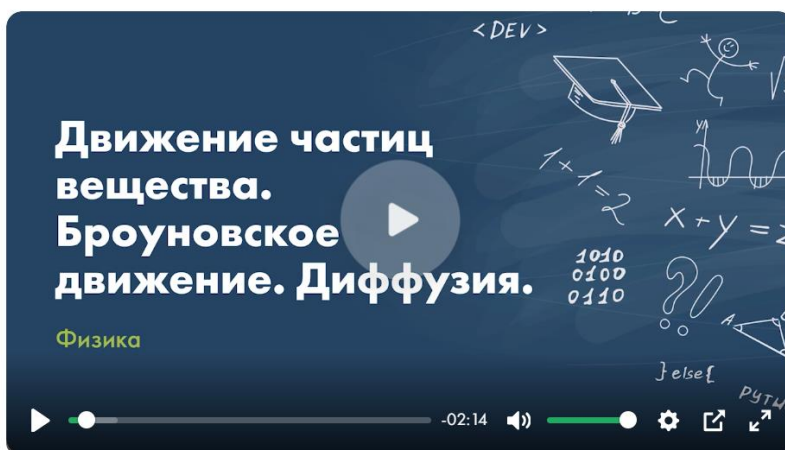 <DEV>
Движение частиц
вещества.
Броуновское
движение. Диффузия.
Физика
1+1=2
y
x+y=
1010
0100
0110
?!
A
}else{
-02:14